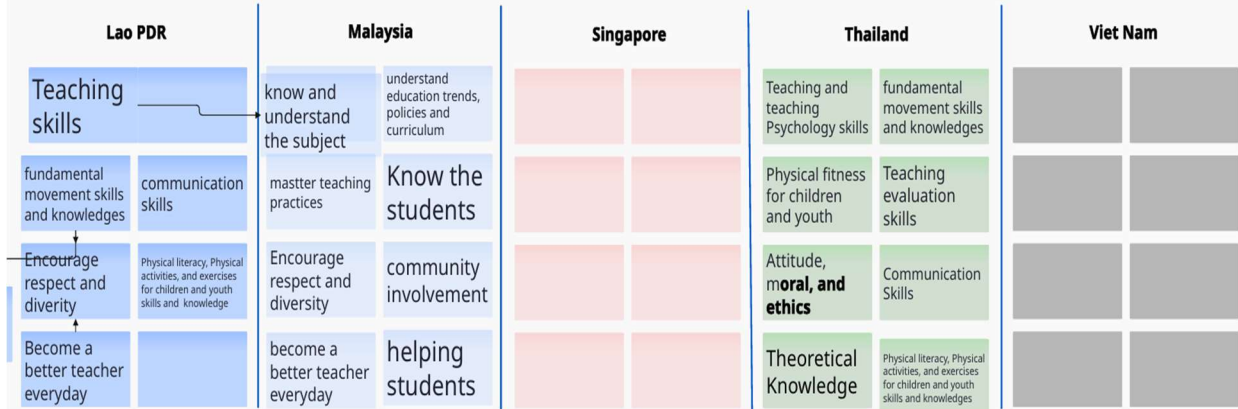 Lao PDR
Malaysia
Singapore
Thailand
Viet Nam
Teaching
skills
fundamental
movement skills
and knowledges
communication
skills
Encourage
respect and
diverity
Physical literacy, Physical
activities, and exercises
for children and youth
skills and knowledge
Become a
better teacher
everyday
know and
understand
the subject
understand
education trends,
policies and
curriculum
mastter teaching
practices
Know the
students
Encourage
respect and
diversity
community
involvement
become a
better teacher
everyday
helping
students
Teaching and
teaching
Psychology skills
fundamental
movement skills
and knowledges
Physical fitness
for children
and youth
Teaching
evaluation
skills
Attitude,
moral, and
ethics
Communication
Skills
Theoretical
Knowledge
Physical literacy, Physical
activities, and exercises
for children and youth
skills and knowledges